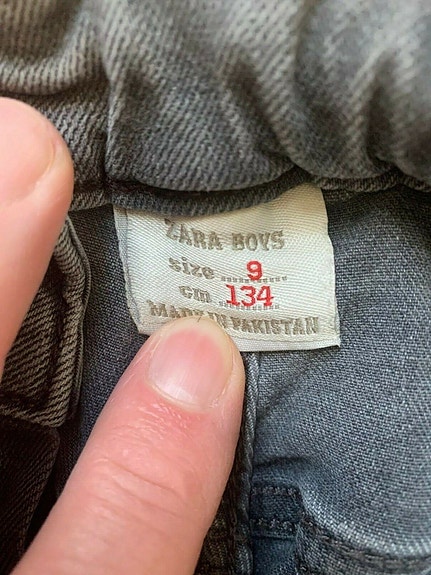 ZARA BOYS
size 9
cm 134
MADE IN PAKISTAN